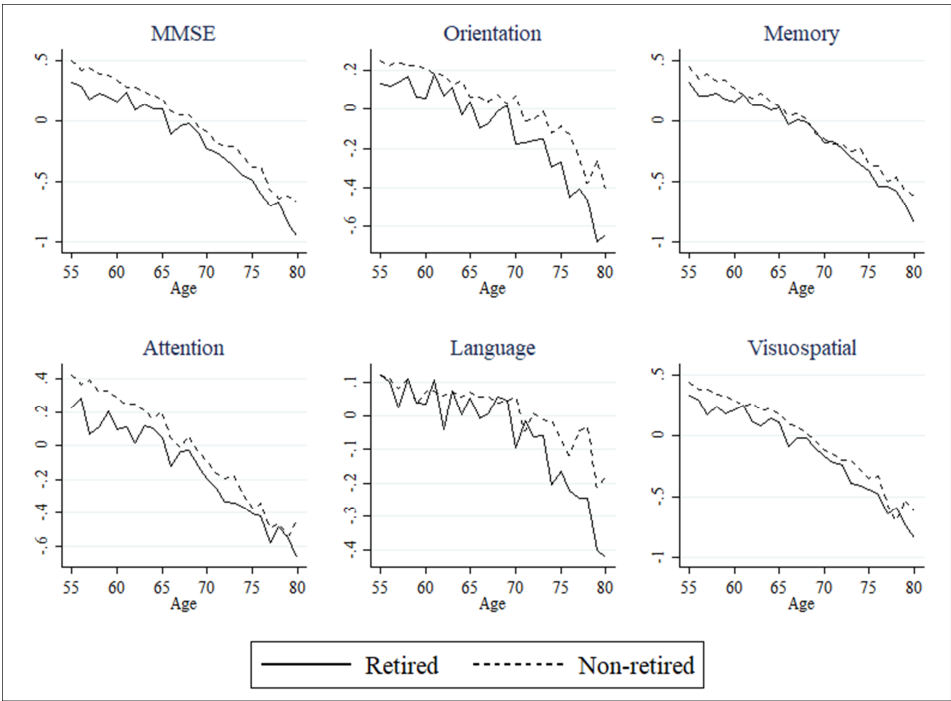 MMSE
.5
0
-.5
-1
55 60 65 70 75 80
Age
Orientation
.2
0
-.2
-.4
-.6
55 60 65 70 75 80
Age
Memory
.5
0
-.5
-1
55 60 65 70 75 80
Age
Attention
.4
.2
0
-.2
-.4
-.6
55 60 65 70 75 80
Age
Language
.1
0
-.1
-.2
-.3
-.4
55 60 65 70 75 80
Age
Visuospatial
.5
0
-.5
-1
55 60 65 70 75 80
Age
Retired Non-retired